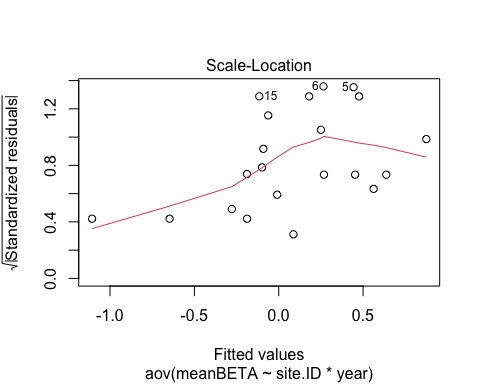 Scale-Location
√|Standardized residuals|
0.0 0.4 0.8 1.2
15
6
5
-1.0 -0.5 0.0 0.5
Fitted values
aov(meanBETA ~ site.ID * year)